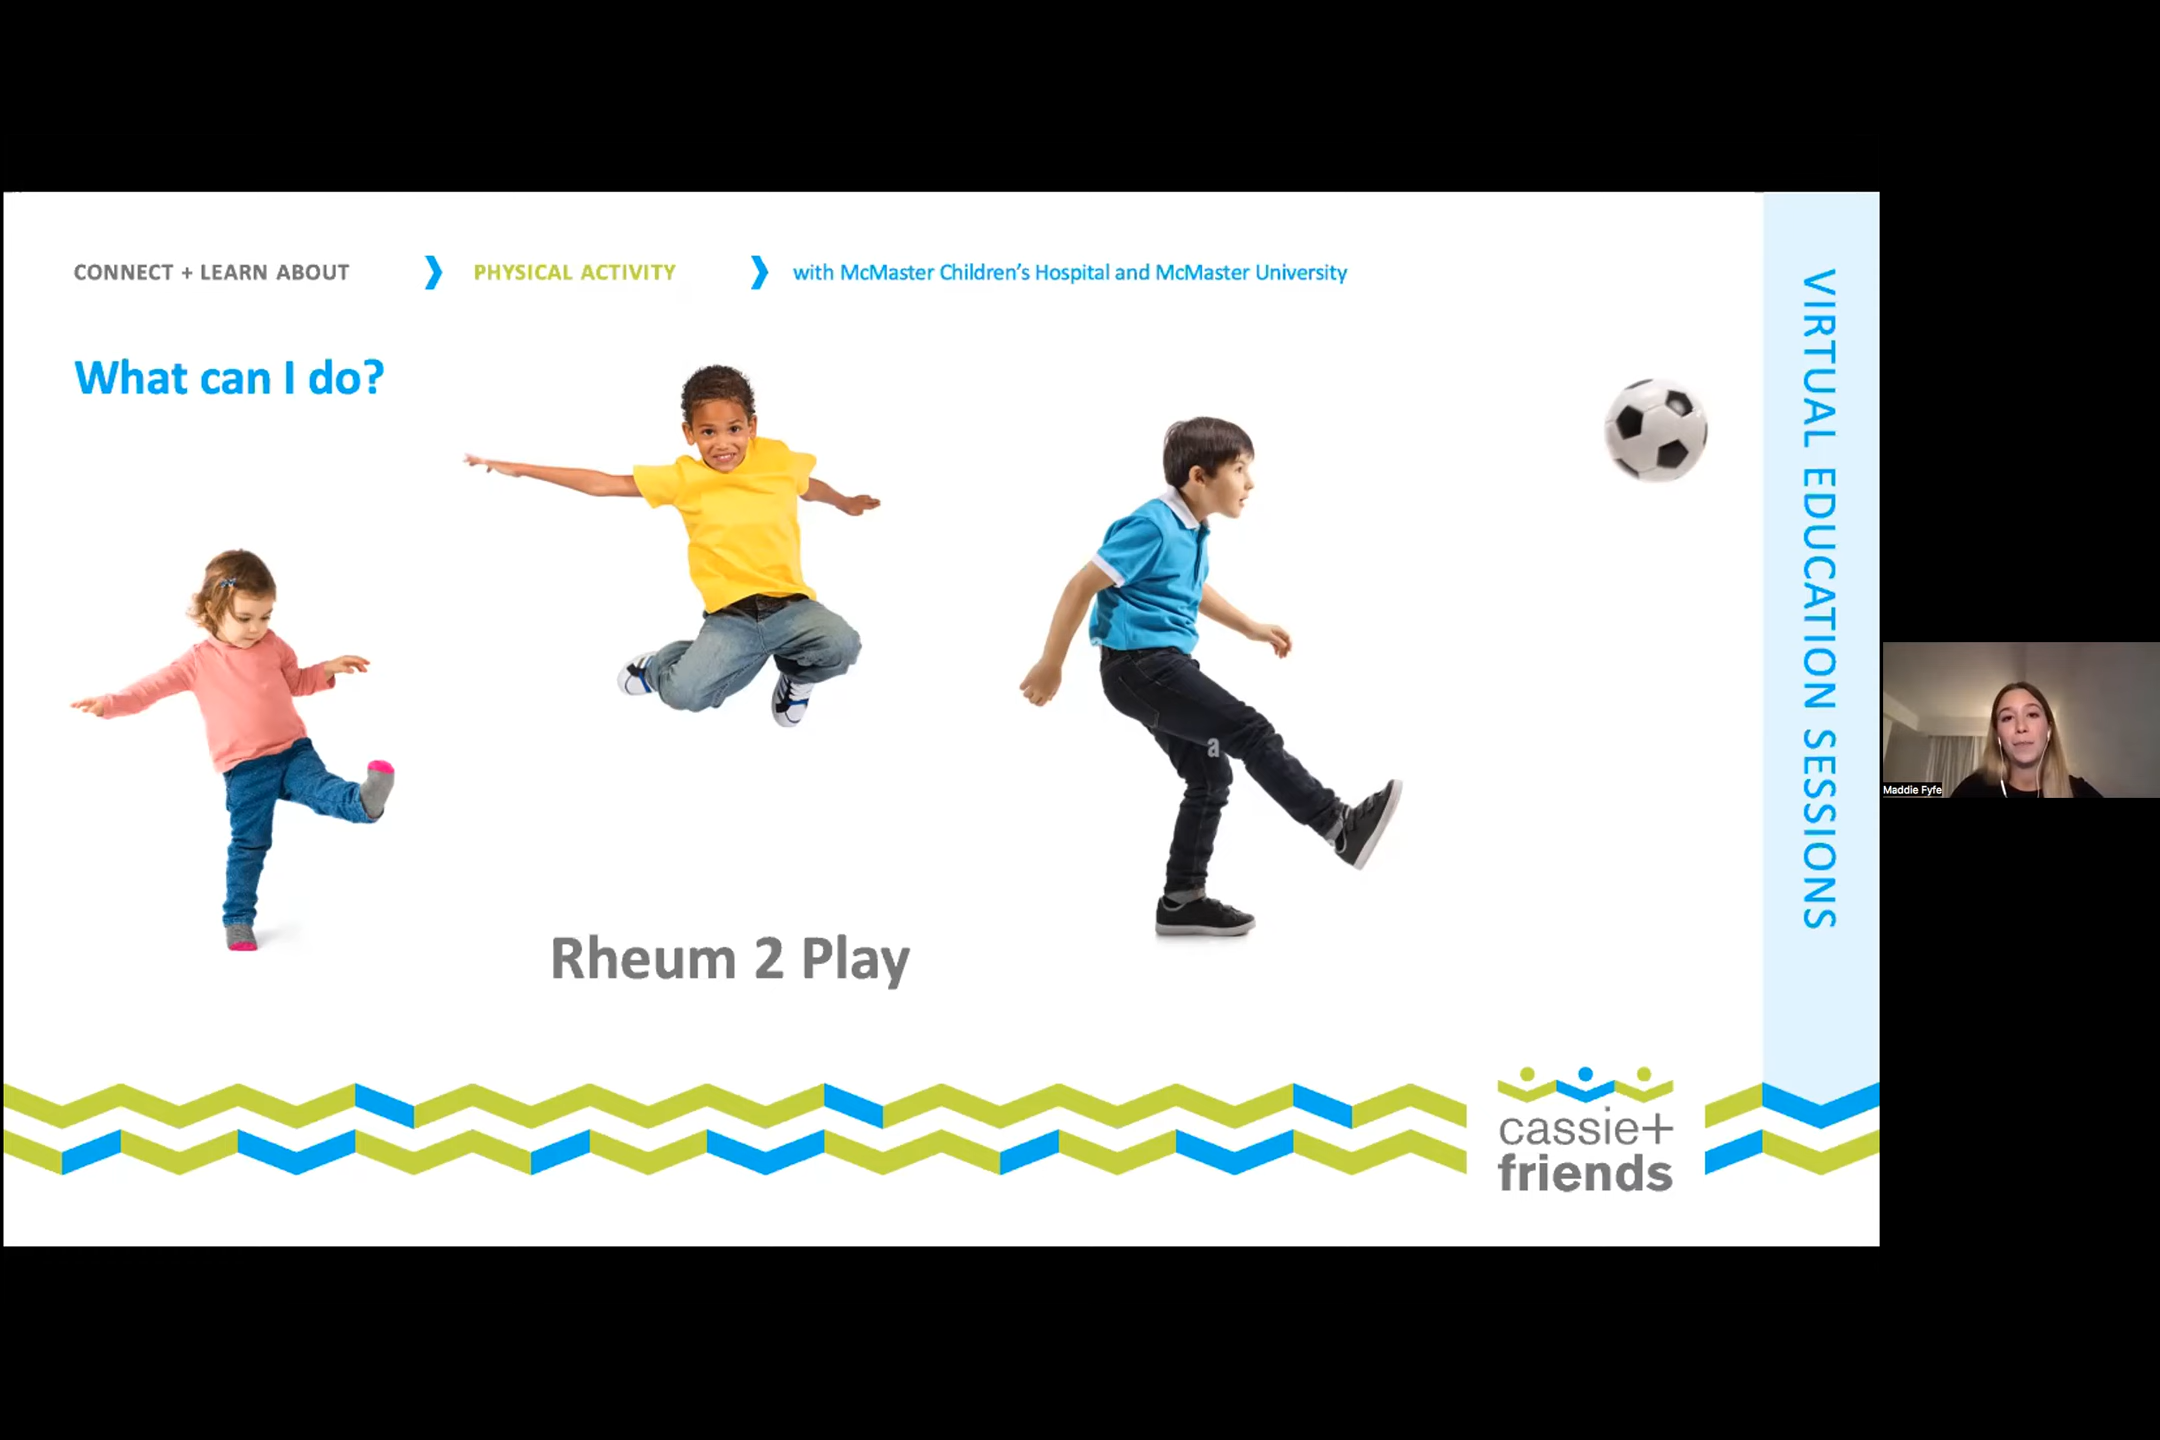 CONNECT + LEARN ABOUT ❯ PHYSICAL ACTIVITY ❯ with McMaster Children's Hospital and McMaster University
What can I do?
a
Rheum 2 Play
cassie+
friends
VIRTUAL EDUCATION SESSIONS
Maddie Fyfe